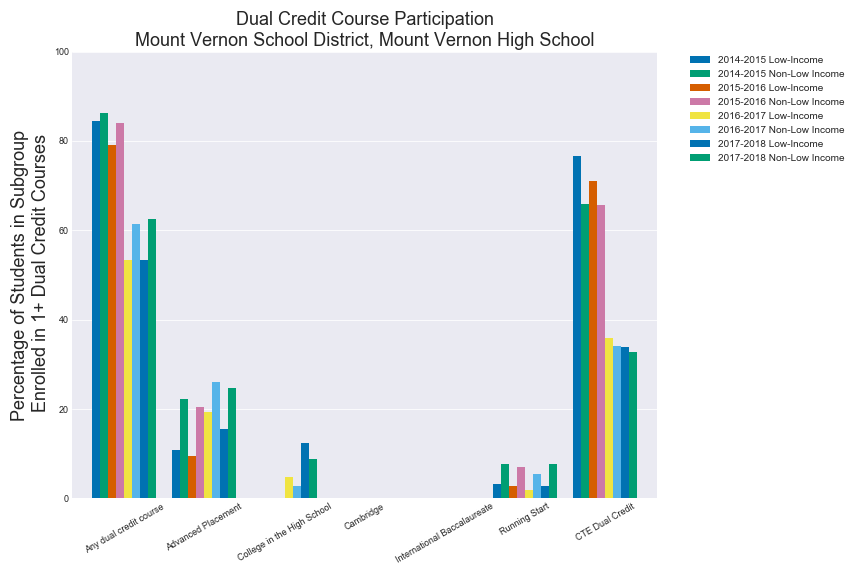 Dual Credit Course Participation
Mount Vernon School District, Mount Vernon High School
Percentage of Students in Subgroup
Enrolled in 1+ Dual Credit Courses
100
80
60
40
20
0
Any dual credit course
Advanced Placement
College in the High School
Cambridge
International Baccalaureate
Running Start
CTE Dual Credit
2014-2015 Low-Income
2014-2015 Non-Low Income
2015-2016 Low-Income
2015-2016 Non-Low Income
2016-2017 Low-Income
2016-2017 Non-Low Income
2017-2018 Low-Income
2017-2018 Non-Low Income